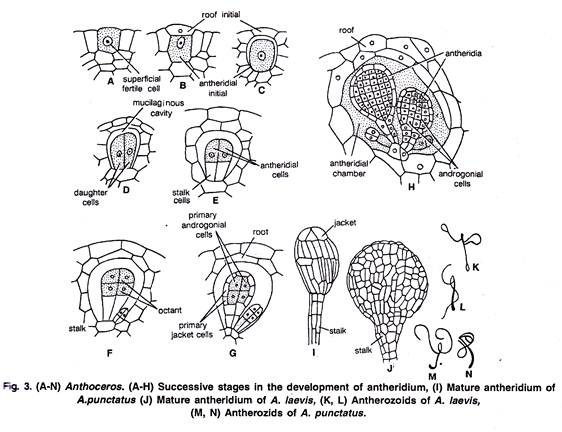 roof initial
A
B
C
superficial
fertile cell
antheridial
initial
roof
antheridia
antheridial
chamber
androgonial
cells
H
mucilaginous
cavity
daughter
cells
D
stalk
cells
E
antheridial
cells
primary
androgonial
cells
root
jacket
stalk
octant
F
primary
jacket cells
G
stalk
I
stalk
J
K
L
M
N
Fig. 3. (A-N) Anthoceros. (A-H) Successive stages in the development of antheridium, (I) Mature antheridium of
A.punctatus (J) Mature antheridium of A. laevis, (K, L) Antherozoids of A. laevis,
(M, N) Antherozids of A. punctatus.